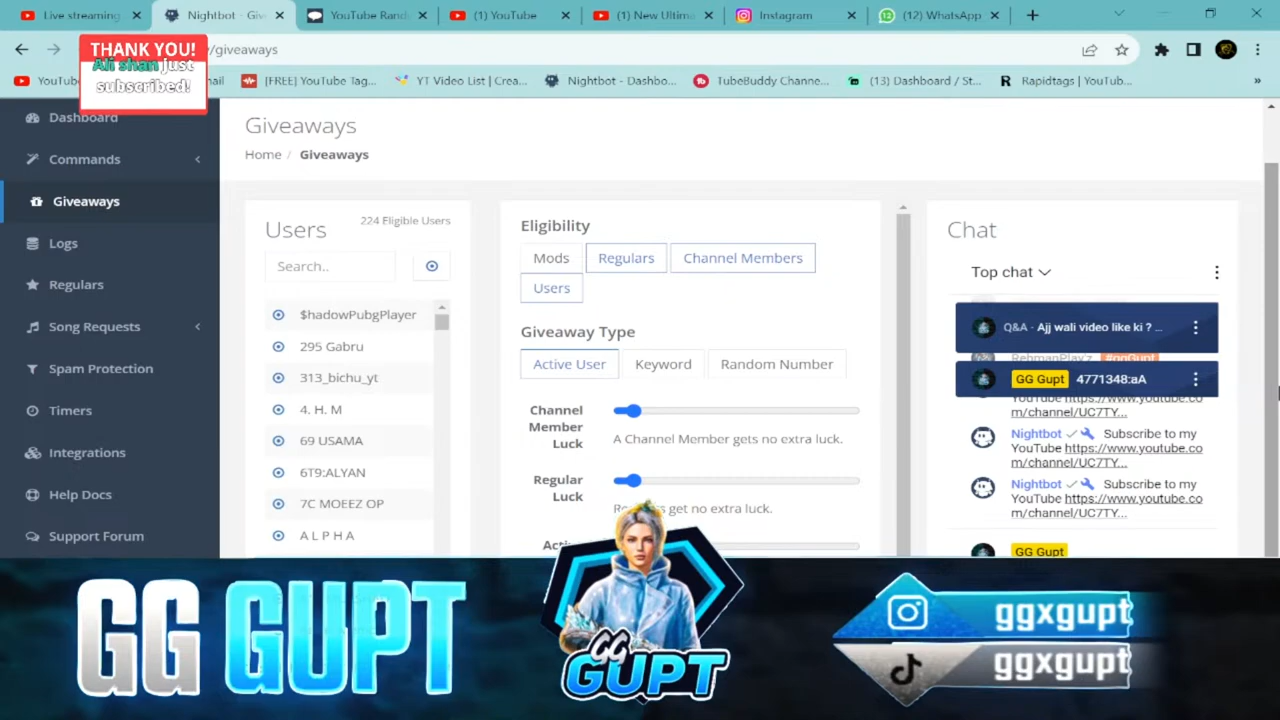 Live streaming
Nightbot - Giv
YouTube Rand
(1) YouTube
(1) New Ultima
Instagram
(12) WhatsApp
/giveaways
THANK YOU!
Ali shan just
subscribed!
YouTu
mail
[FREE] YouTube Tag...
YT Video List | Crea...
Nightbot - Dashbo...
TubeBuddy Channe...
(13) Dashboard / St...
Rapidtags | YouTub...
»
Dashboard
Commands
Giveaways
Logs
Regulars
Song Requests
Spam Protection
Timers
Integrations
Help Docs
Support Forum
Giveaways
Home / Giveaways
Users
224 Eligible Users
Search..
$hadowPubgPlayer
295 Gabru
313_bichu_yt
4. H. M
69 USAMA
6T9:ALYAN
7C MOEEZ OP
A L P H A
Eligibility
Mods
Regulars
Channel Members
Users
Giveaway Type
Active User
Keyword
Random Number
Channel
Member
Luck
A Channel Member gets no extra luck.
Regular
Luck
gets no extra luck.
Chat
Top chat
Q&A - Ajj wali video like ki ? ...
RehmanPlay'z #ggGupt
GG Gupt 4771348:aA
YouTube https://www.youtube.co
m/channel/UC7TY...
Nightbot Subscribe to my
YouTube https://www.youtube.co
m/channel/UC7TY...
Nightbot Subscribe to my
YouTube https://www.youtube.co
m/channel/UC7TY...
GG Gupt
GG GUPT
GG
GUPT
ggxgupt
ggxgupt